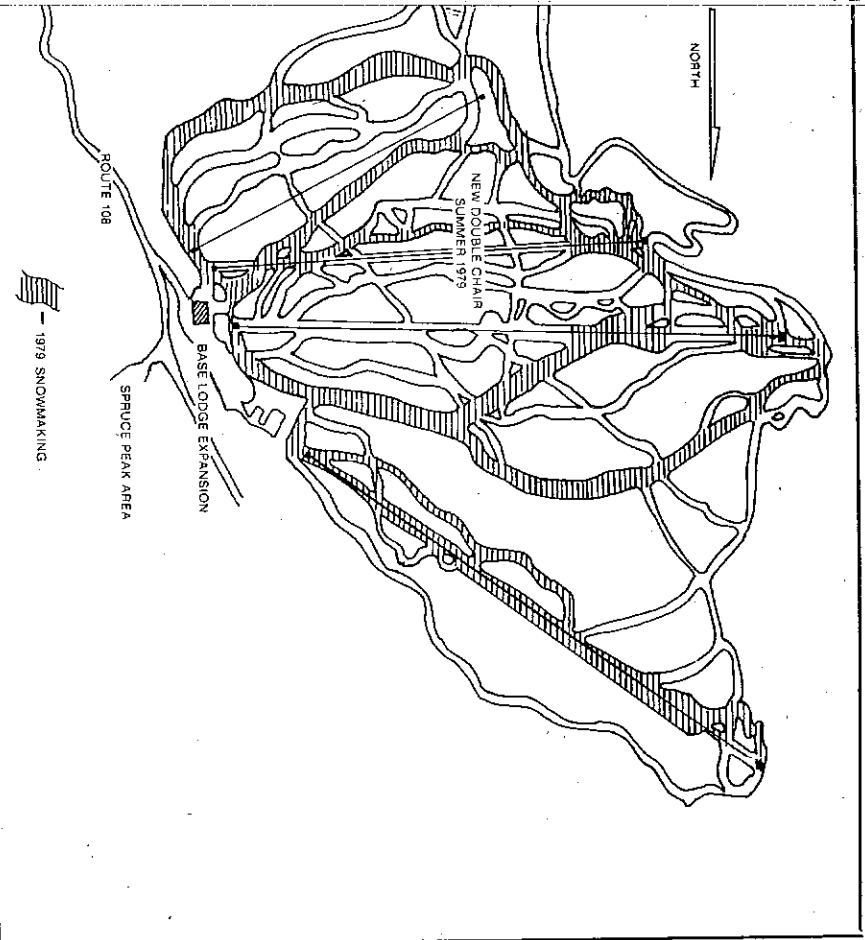 NORTH
NEW DOUBLE CHAIR
SUMMER 1979
ROUTE 108
BASE LODGE EXPANSION
SPRUCE PEAK AREA
– 1979 SNOWMAKING